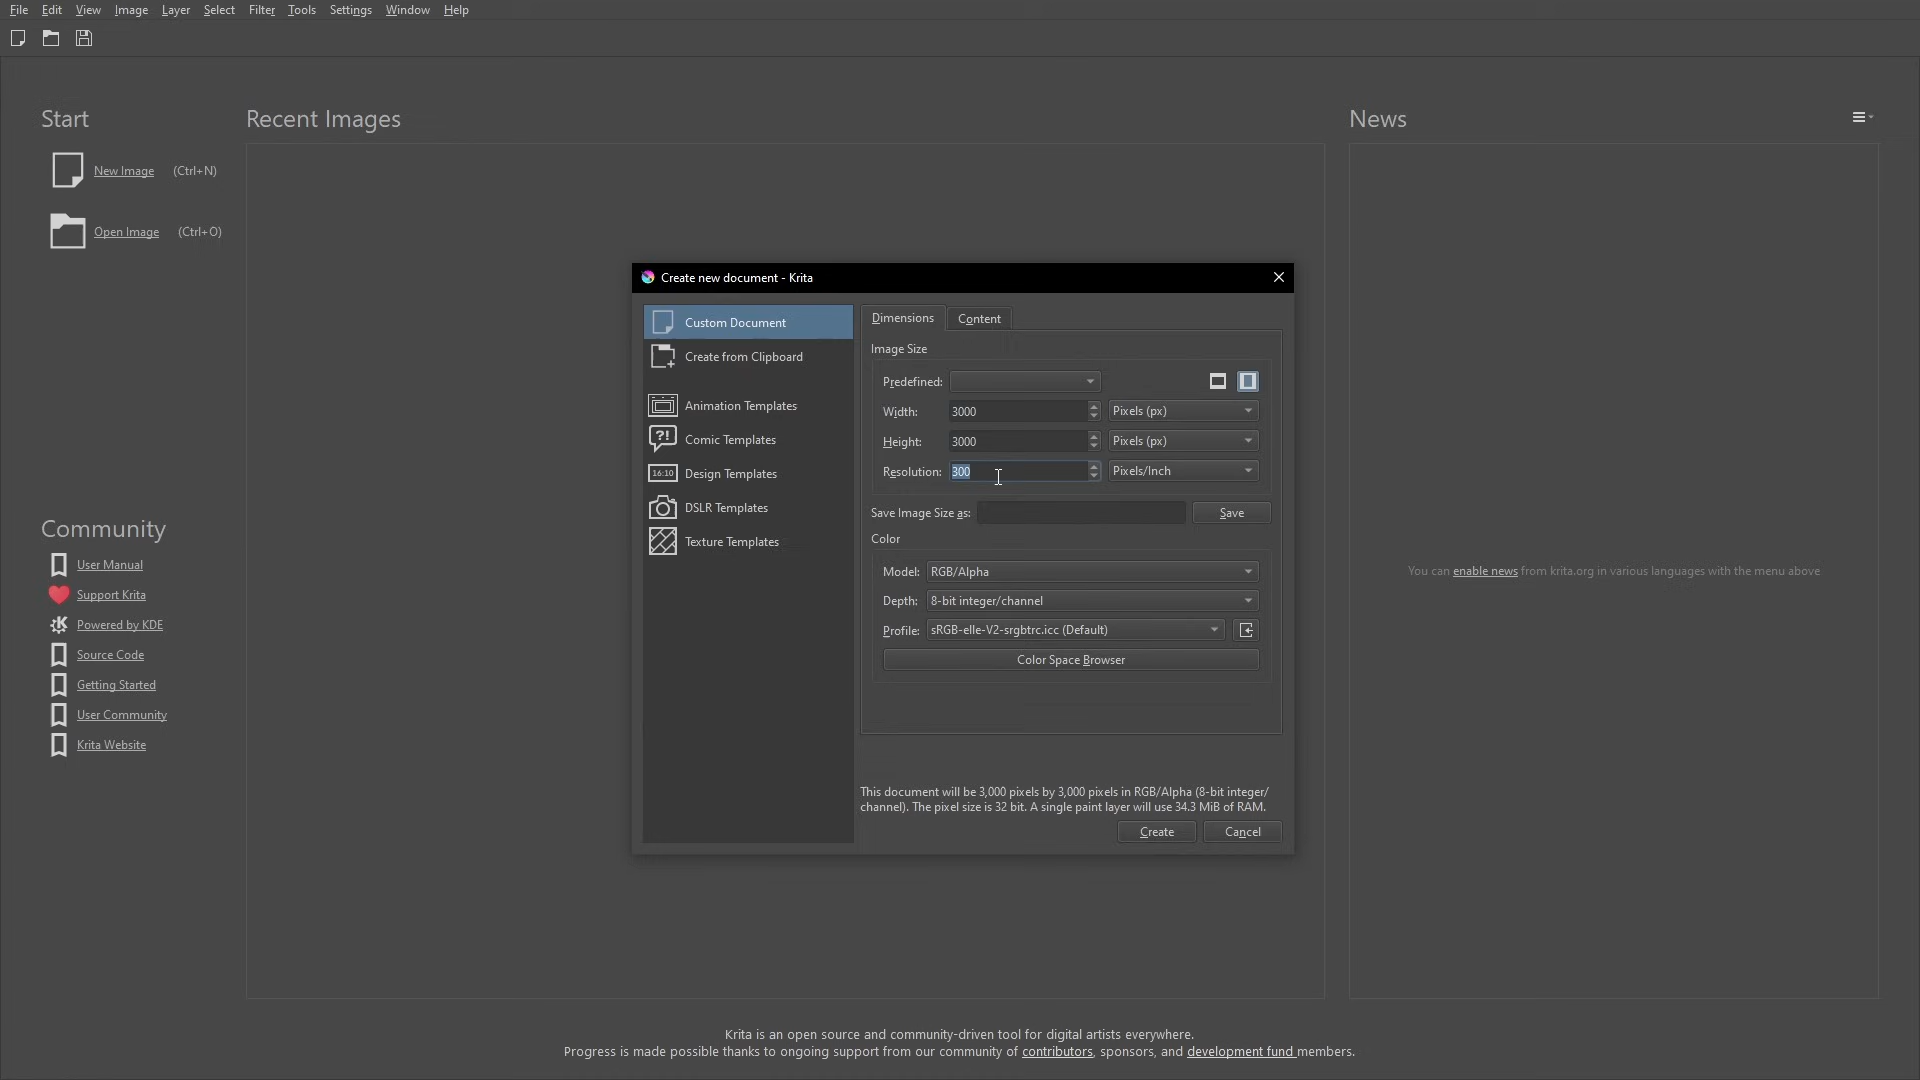 File Edit View Image Layer Select Filter Tools Settings Window Help
Start
New Image (Ctrl+N)
Open Image (Ctrl+O)
Community
User Manual
Support Krita
Powered by KDE
Source Code
Getting Started
User Community
Krita Website
Recent Images
News
You can enable news from krita.org in various languages with the menu above
Create new document - Krita
Custom Document
Create from Clipboard
Animation Templates
Comic Templates
16:10 Design Templates
DSLR Templates
Texture Templates
Dimensions Content
Image Size
Predefined:
Width: 3000 Pixels (px)
Height: 3000 Pixels (px)
Resolution: 300 Pixels/Inch
Save Image Size as: Save
Color
Model: RGB/Alpha
Depth: 8-bit integer/channel
Profile: sRGB-elle-V2-srgbtrc.icc (Default)
Color Space Browser
This document will be 3,000 pixels by 3,000 pixels in RGB/Alpha (8-bit integer/
channel). The pixel size is 32 bit. A single paint layer will use 34.3 MiB of RAM.
Create Cancel
Krita is an open source and community-driven tool for digital artists everywhere.
Progress is made possible thanks to ongoing support from our community of contributors, sponsors, and development fund members.